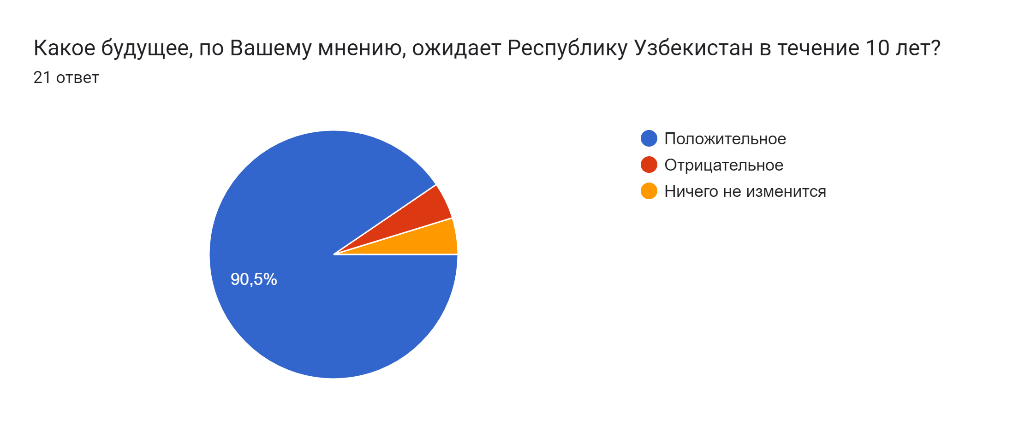 Какое будущее, по Вашему мнению, ожидает Республику Узбекистан в течение 10 лет?
21 ответ
Положительное
Отрицательное
Ничего не изменится
90,5%